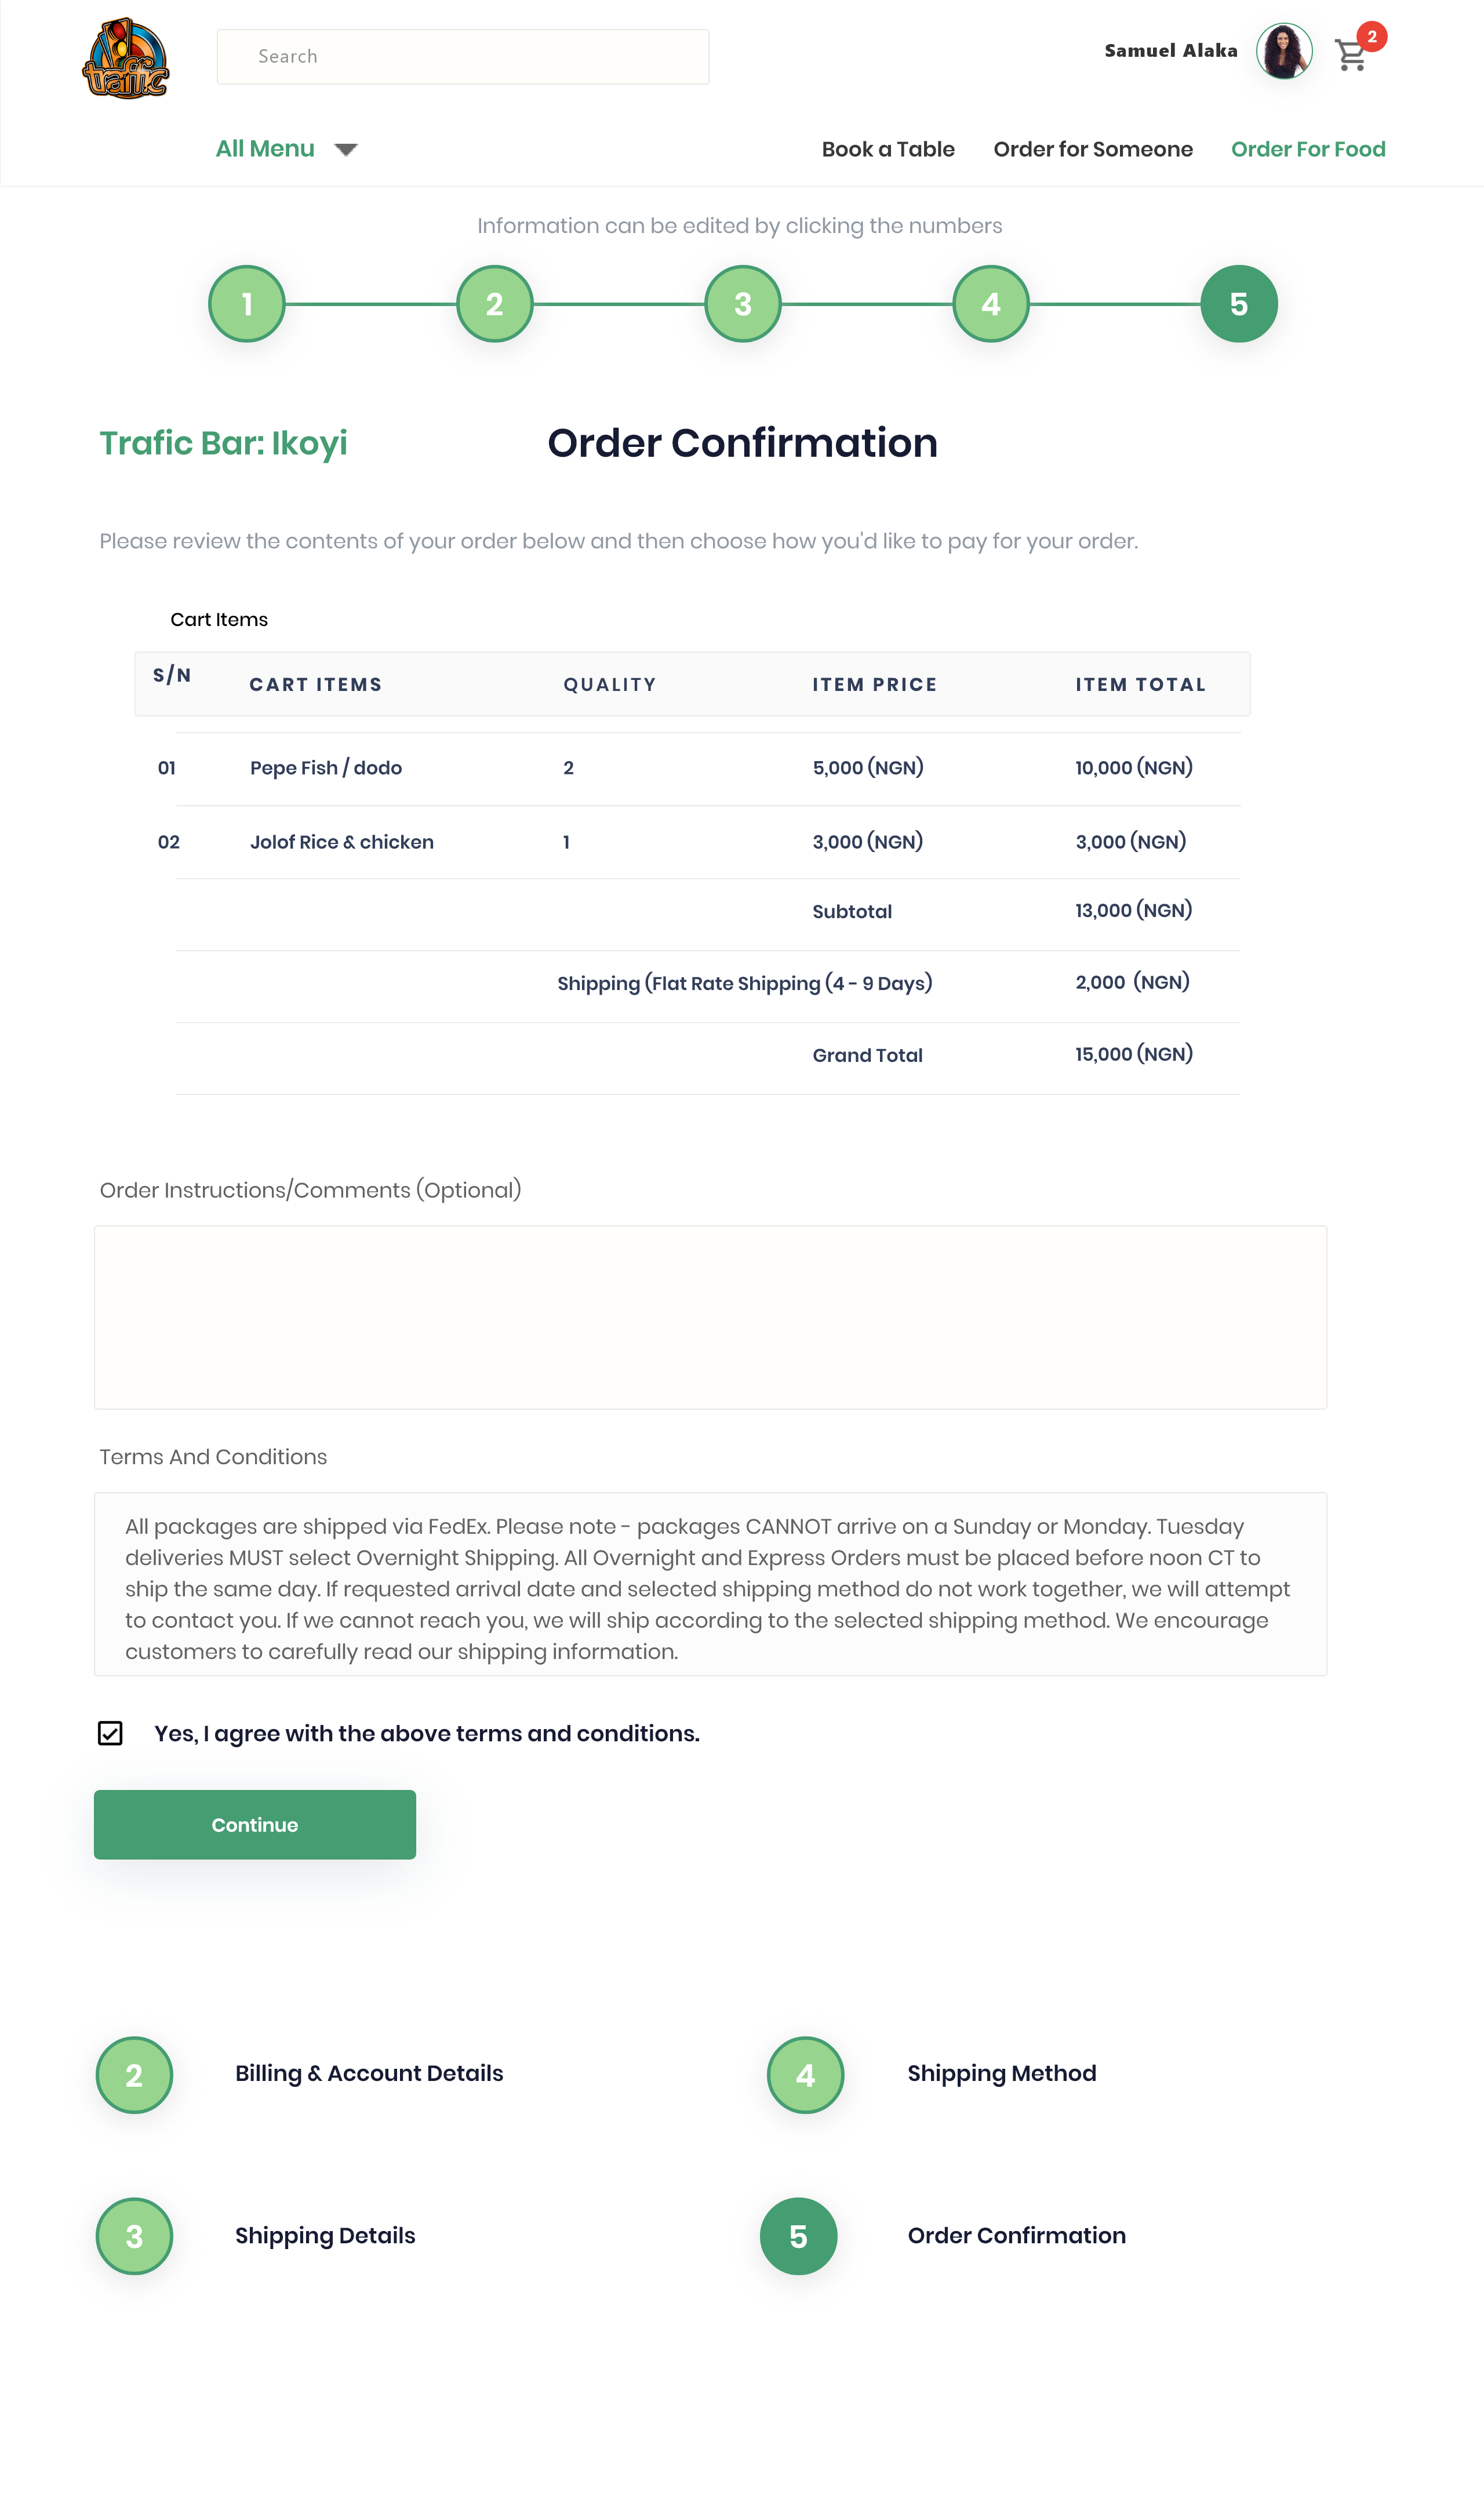 traffic
Search
Samuel Alaka
2
All Menu
Book a Table Order for Someone Order For Food
Information can be edited by clicking the numbers
1 2 3 4 5
Trafic Bar: Ikoyi
Order Confirmation
Please review the contents of your order below and then choose how you'd like to pay for your order.
Cart Items
S/N CART ITEMS QUALITY ITEM PRICE ITEM TOTAL
01 Pepe Fish / dodo 2 5,000 (NGN) 10,000 (NGN)
02 Jolof Rice & chicken 1 3,000 (NGN) 3,000 (NGN)
Subtotal 13,000 (NGN)
Shipping (Flat Rate Shipping (4 - 9 Days) 2,000 (NGN)
Grand Total 15,000 (NGN)
Order Instructions/Comments (Optional)
Terms And Conditions
All packages are shipped via FedEx. Please note - packages CANNOT arrive on a Sunday or Monday. Tuesday
deliveries MUST select Overnight Shipping. All Overnight and Express Orders must be placed before noon CT to
ship the same day. If requested arrival date and selected shipping method do not work together, we will attempt
to contact you. If we cannot reach you, we will ship according to the selected shipping method. We encourage
customers to carefully read our shipping information.
Yes, I agree with the above terms and conditions.
Continue
2 Billing & Account Details
4 Shipping Method
3 Shipping Details
5 Order Confirmation